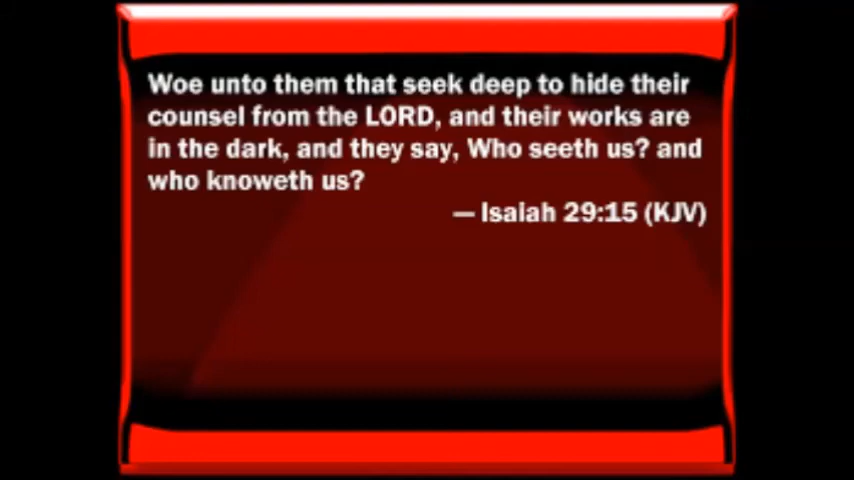 Woe unto them that seek deep to hide their
counsel from the LORD, and their works are
in the dark, and they say, Who seeth us? and
who knoweth us?
— Isaiah 29:15 (KJV)